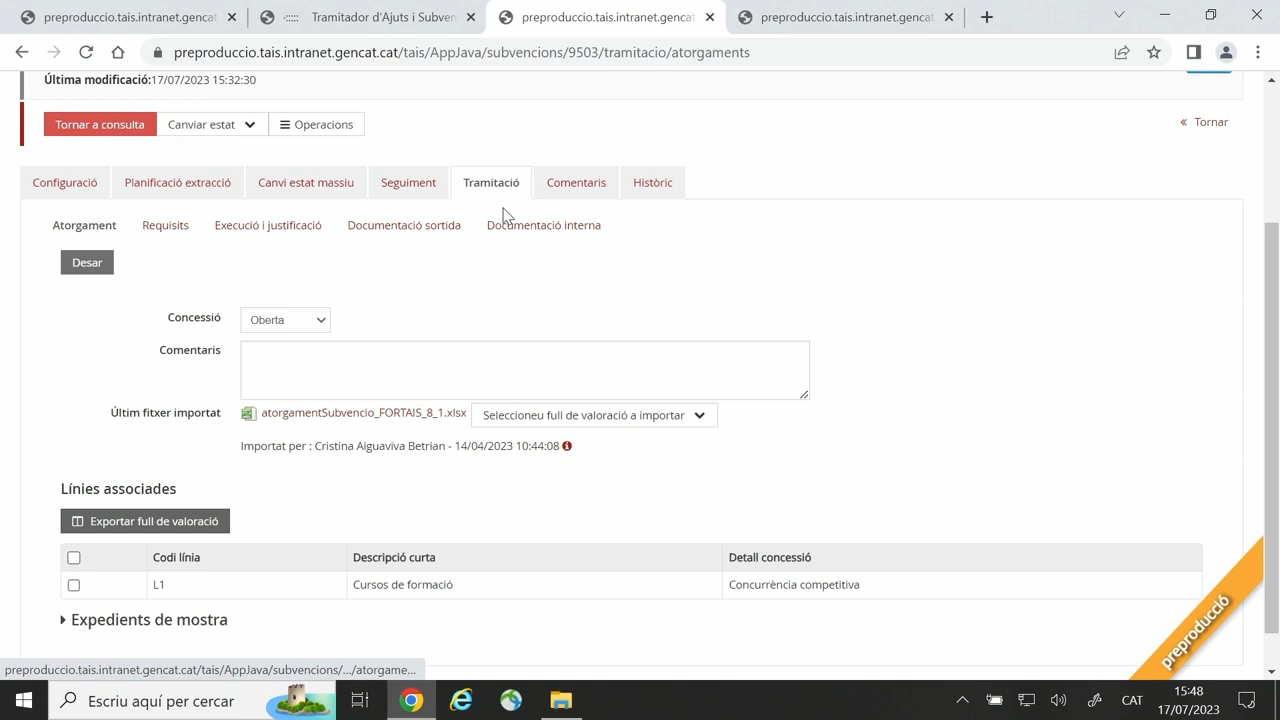 preproduccio.tais.intranet.gencat
Tramitador d'Ajuts i Subven
preproduccio.tais.intranet.gencat
preproduccio.tais.intranet.gencat
preproduccio.tais.intranet.gencat.cat/tais/AppJava/subvencions/9503/tramitacio/atorgaments
Última modificació:17/07/2023 15:32:30
Tornar a consulta Canviar estat Operacions « Tornar
Configuració Planificació extracció Canvi estat massiu Seguiment Tramitació Comentaris Històric
Atorgament Requisits Execució i justificació Documentació sortida Documentació interna
Desar
Concessió Oberta
Comentaris
Últim fitxer importat atorgamentSubvencio_FORTAIS_8_1.xlsx Seleccioneu full de valoració a importar
Importat per : Cristina Aiguaviva Betrian - 14/04/2023 10:44:08
Línies associades
Exportar full de valoració
Codi línia Descripció curta Detall concessió
L1 Cursos de formació Concurrència competitiva
Expedients de mostra
preproducció
preproduccio.tais.intranet.gencat.cat/tais/AppJava/subvencions/.../atorgame...
Escriu aquí per cercar
CAT
15:48
17/07/2023